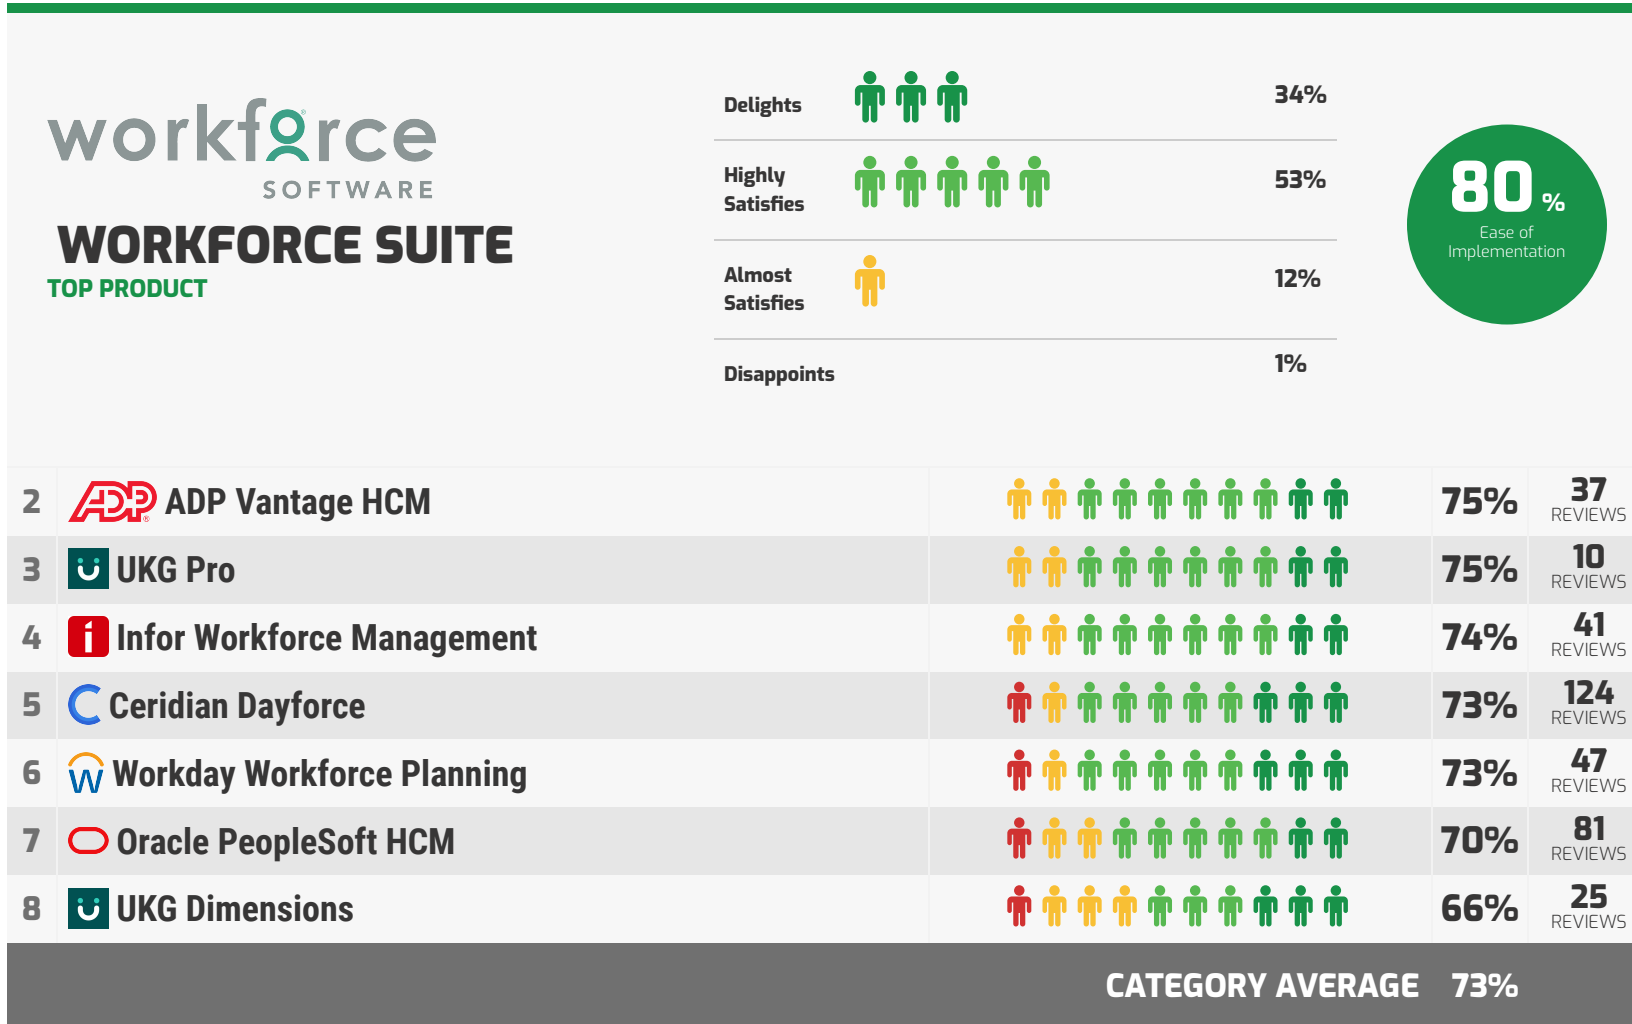 workforce
SOFTWARE
WORKFORCE SUITE
TOP PRODUCT
Delights 34%
Highly
Satisfies 53%
Almost
Satisfies 12%
Disappoints 1%
80 %
Ease of
Implementation
2 ADP ADP Vantage HCM 75% 37
REVIEWS
3 UKG Pro 75% 10
REVIEWS
4 Infor Workforce Management 74% 41
REVIEWS
5 Ceridian Dayforce 73% 124
REVIEWS
6 Workday Workforce Planning 73% 47
REVIEWS
7 Oracle PeopleSoft HCM 70% 81
REVIEWS
8 UKG Dimensions 66% 25
REVIEWS
CATEGORY AVERAGE 73%